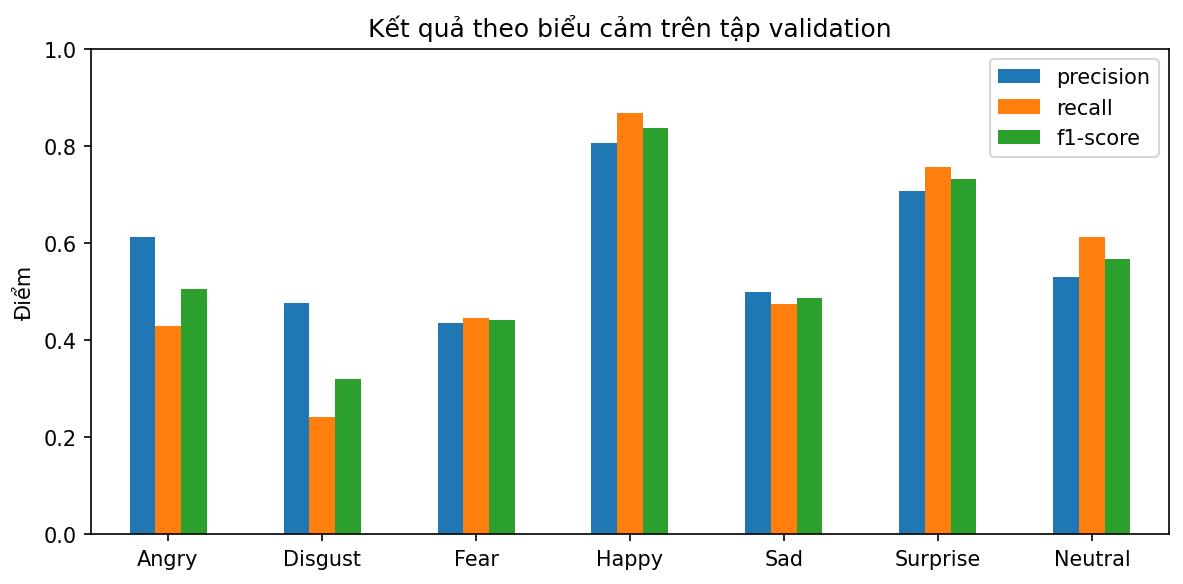 Kết quả theo biểu cảm trên tập validation
Điểm
1.0
0.8
0.6
0.4
0.2
0.0
precision
recall
f1-score
Angry Disgust Fear Happy Sad Surprise Neutral